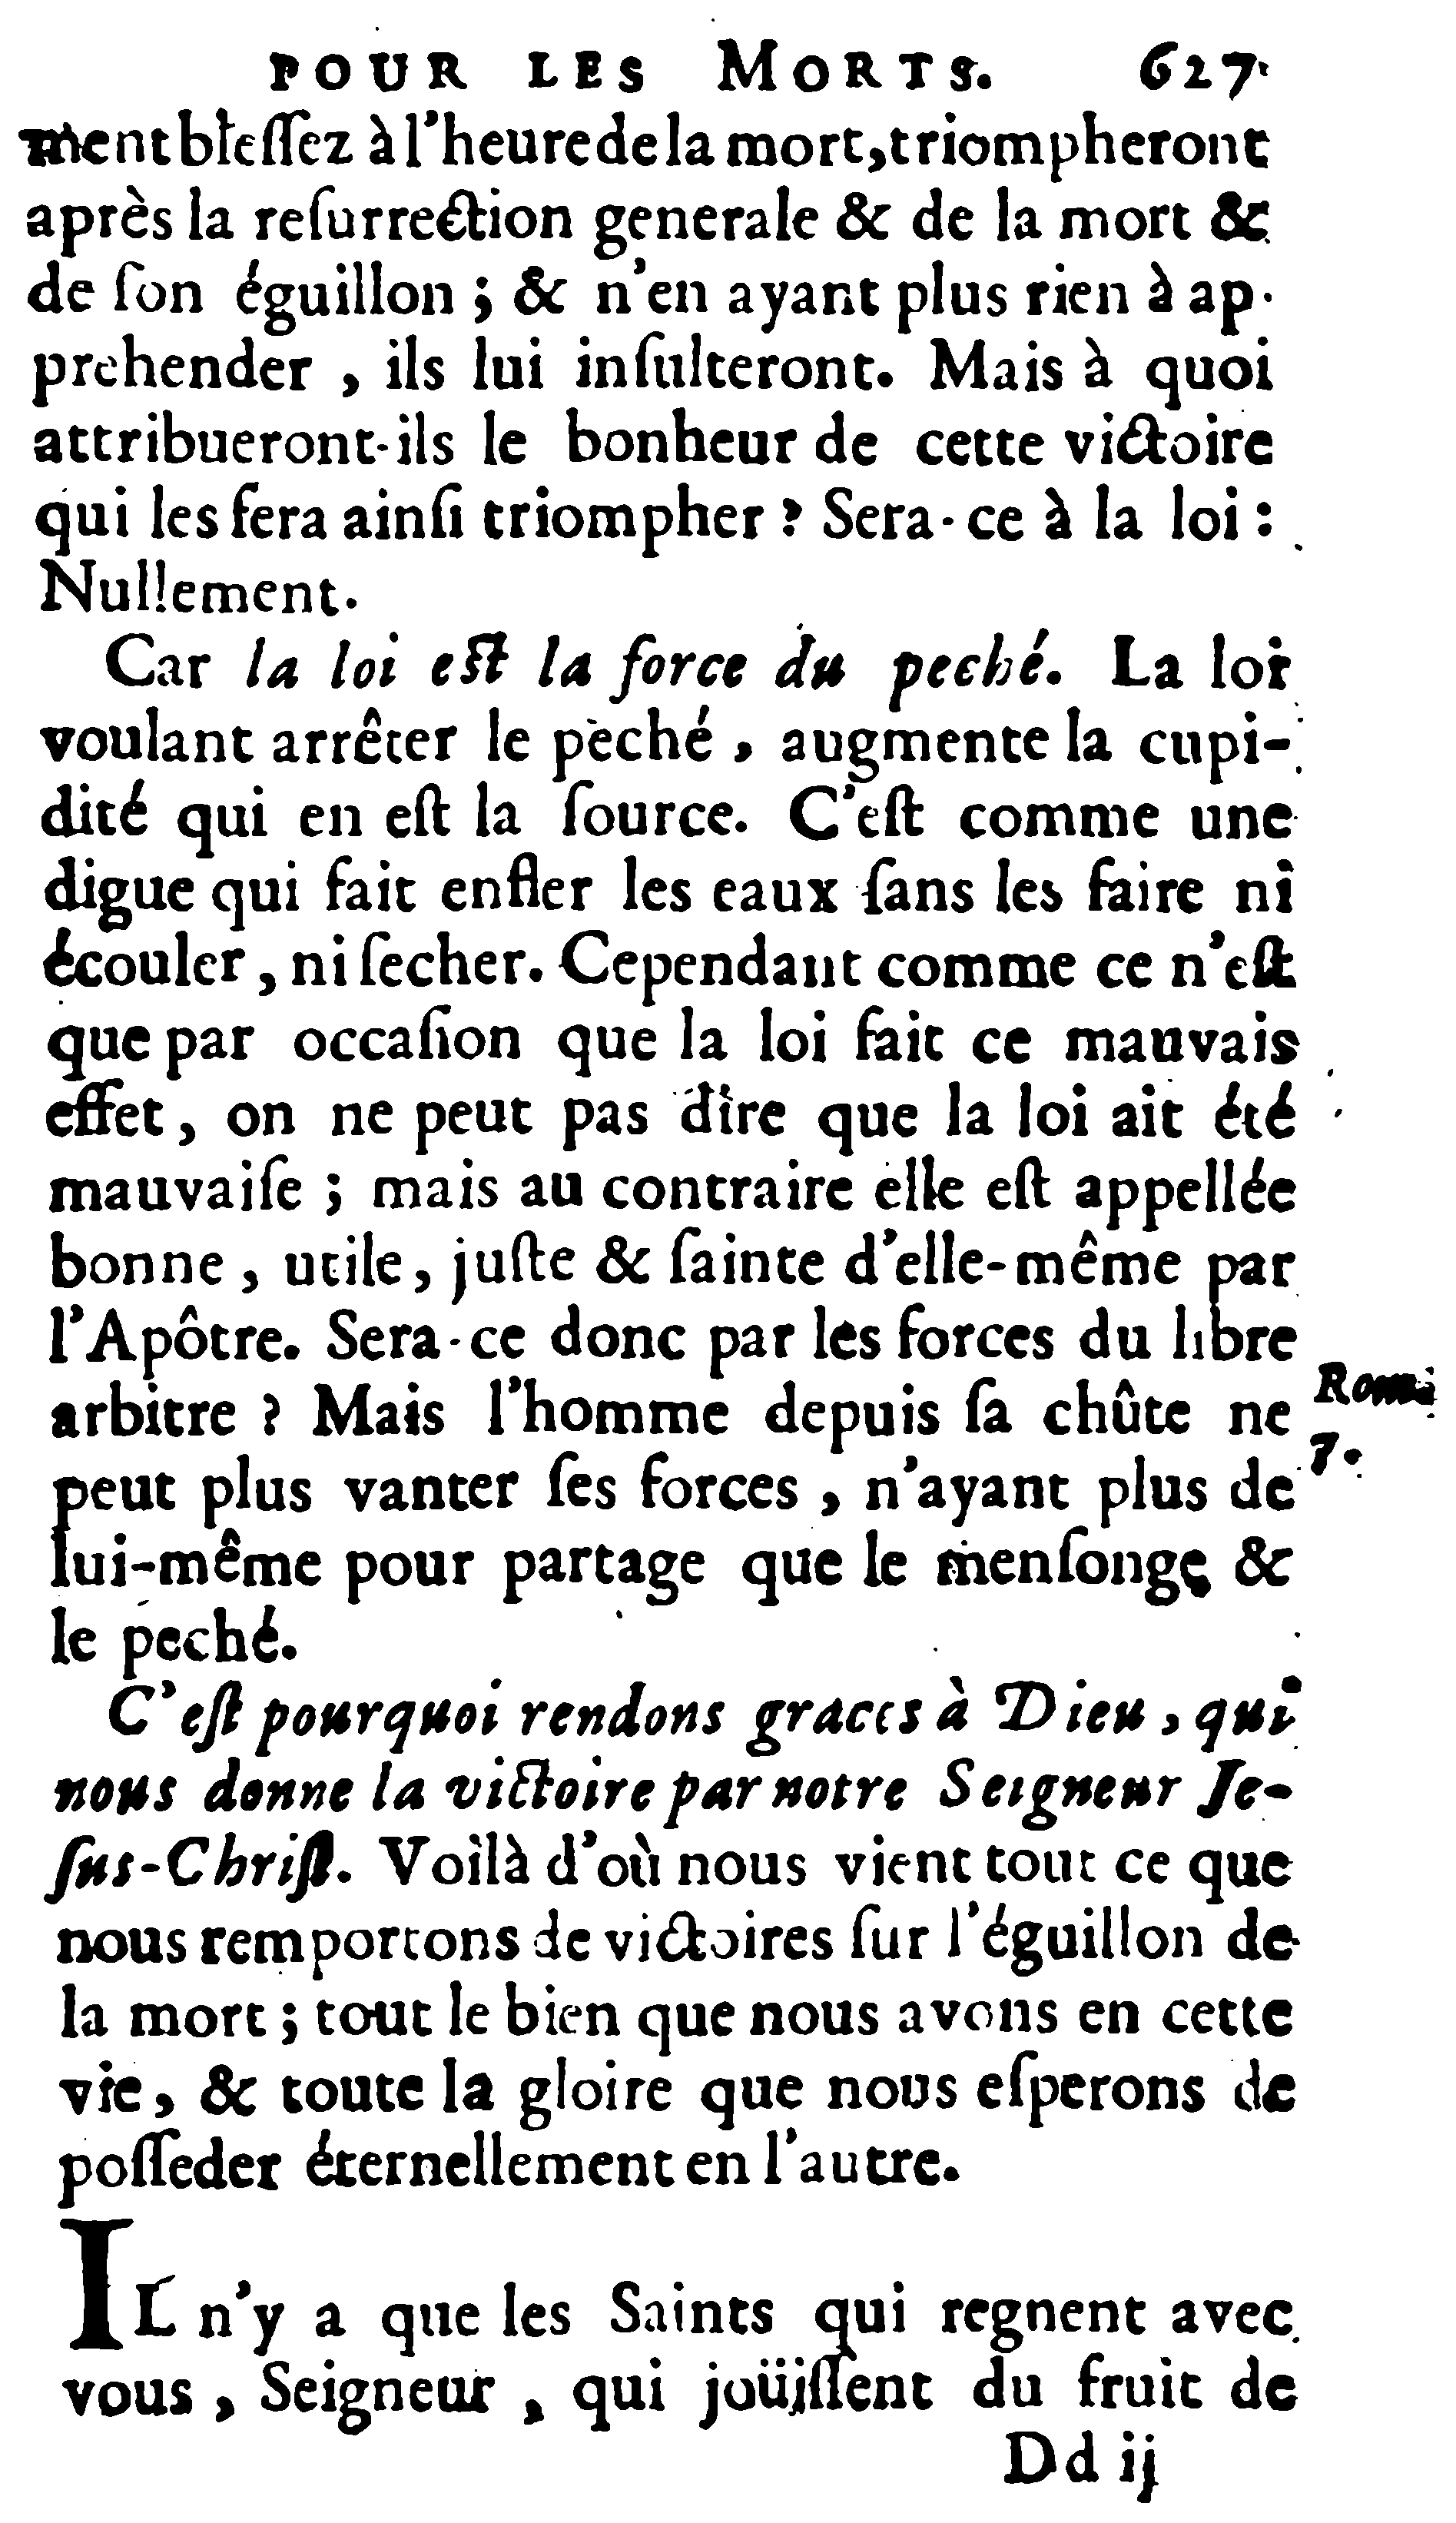 POUR LES MORTS. 627
ment blessez à l'heure de la mort, triompheront
après la reſurrection generale & de la mort &
de ſon éguillon ; & n'en ayant plus rien à ap-
prehender , ils lui inſulteront. Mais à quoi
attribueront-ils le bonheur de cette victoire
qui les fera ainſi triompher ? Sera-ce à la loi :
Nullement.
Car la loi eſt la force du peché. La loi
voulant arrêter le peché , augmente la cupi-
dité qui en eſt la ſource. C'eſt comme une
digue qui fait enfler les eaux ſans les faire ni
écouler, ni ſecher. Cependant comme ce n'eſt
que par occaſion que la loi fait ce mauvais
effet, on ne peut pas dire que la loi ait été
mauvaiſe ; mais au contraire elle eſt appellée
bonne, utile, juſte & ſainte d'elle-même par
l'Apôtre. Sera-ce donc par les forces du libre
arbitre ? Mais l'homme depuis ſa chûte ne
Rom.
7.
peut plus vanter ſes forces , n'ayant plus de
lui-même pour partage que le menſonge &
le peché.
C'eſt pourquoi rendons graces à Dieu , qui
nous donne la victoire par notre Seigneur Je-
ſus-Chriſt. Voilà d'où nous vient tout ce que
nous remportons de victoires ſur l'éguillon de
la mort ; tout le bien que nous avons en cette
vie, & toute la gloire que nous eſperons de
poſſeder éternellement en l'autre.
IL n'y a que les Saints qui regnent avec
vous , Seigneur , qui joüiſſent du fruit de
Dd ij